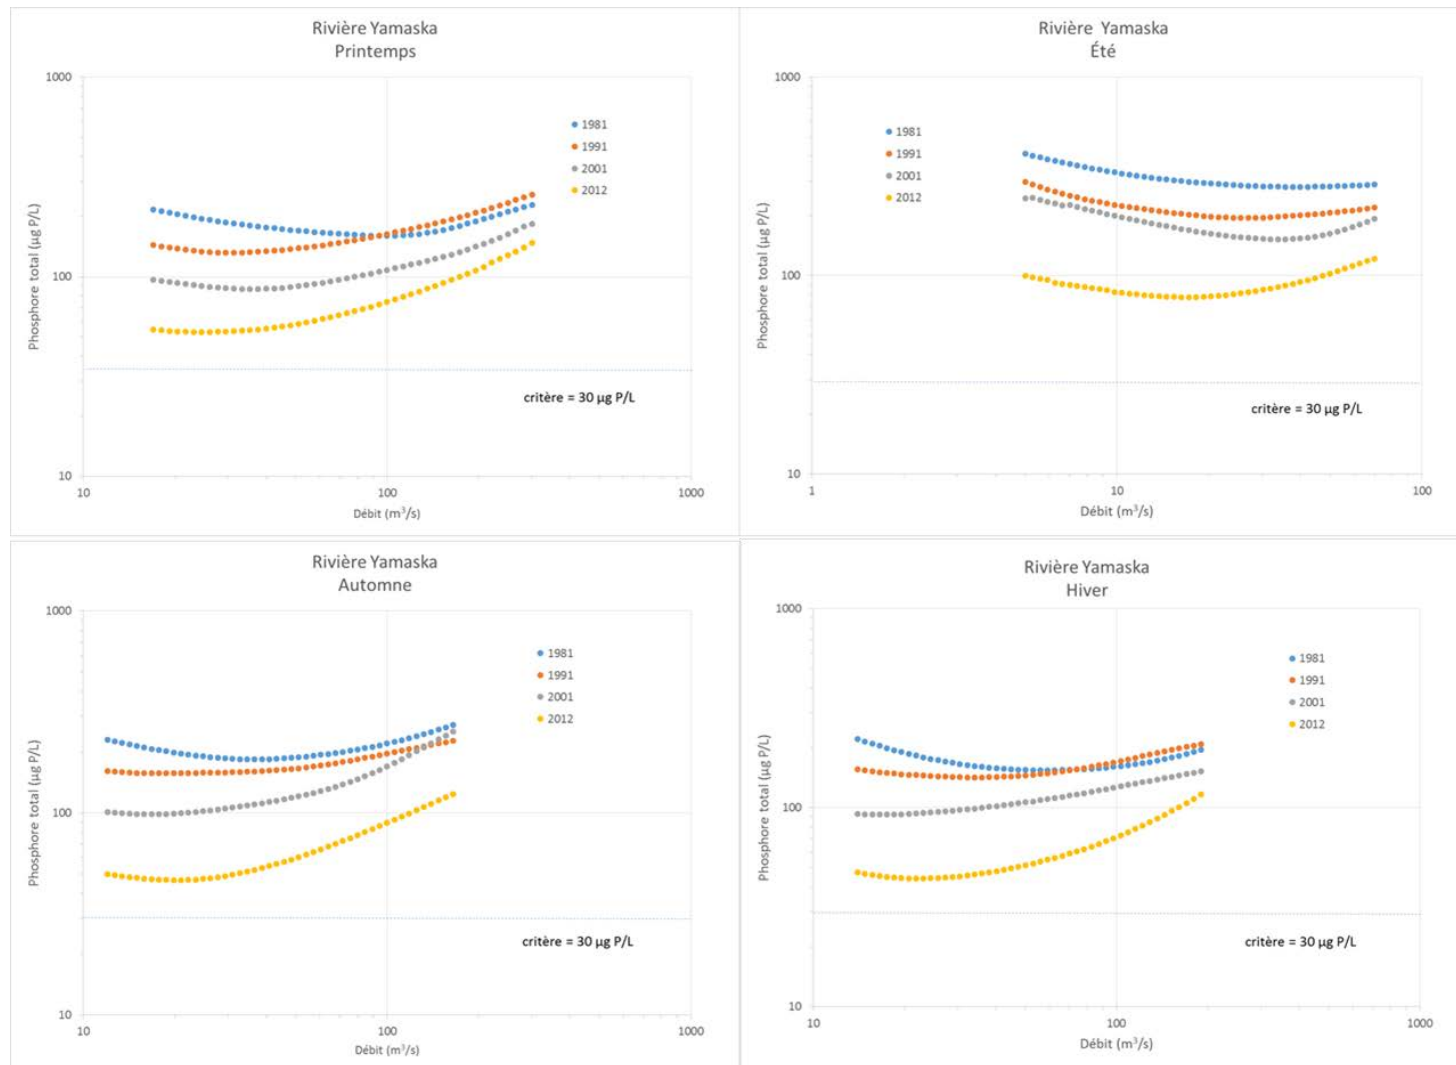 Rivière Yamaska
Printemps
1000
100
10
10
100
1000
Phosphore total (µg P/L)
Débit (m³/s)
1981
1991
2001
2012
critère = 30 µg P/L
Rivière Yamaska
Été
1000
100
10
1
10
100
Phosphore total (µg P/L)
Débit (m³/s)
1981
1991
2001
2012
critère = 30 µg P/L
Rivière Yamaska
Automne
1000
100
10
10
100
1000
Phosphore total (µg P/L)
Débit (m³/s)
1981
1991
2001
2012
critère = 30 µg P/L
Rivière Yamaska
Hiver
1000
100
10
10
100
1000
Phosphore total (µg P/L)
Débit (m³/s)
1981
1991
2001
2012
critère = 30 µg P/L